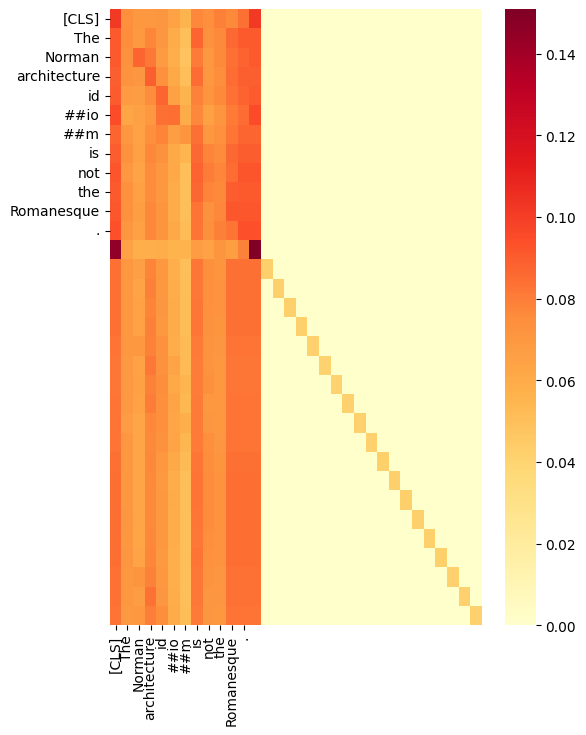 [CLS]
The
Norman
architecture
id
##io
##m
is
not
the
Romanesque
.
0.14
0.12
0.10
0.08
0.06
0.04
0.02
0.00
[CLS]
The
Norman
architecture
id
##io
##m
is
not
the
Romanesque
.